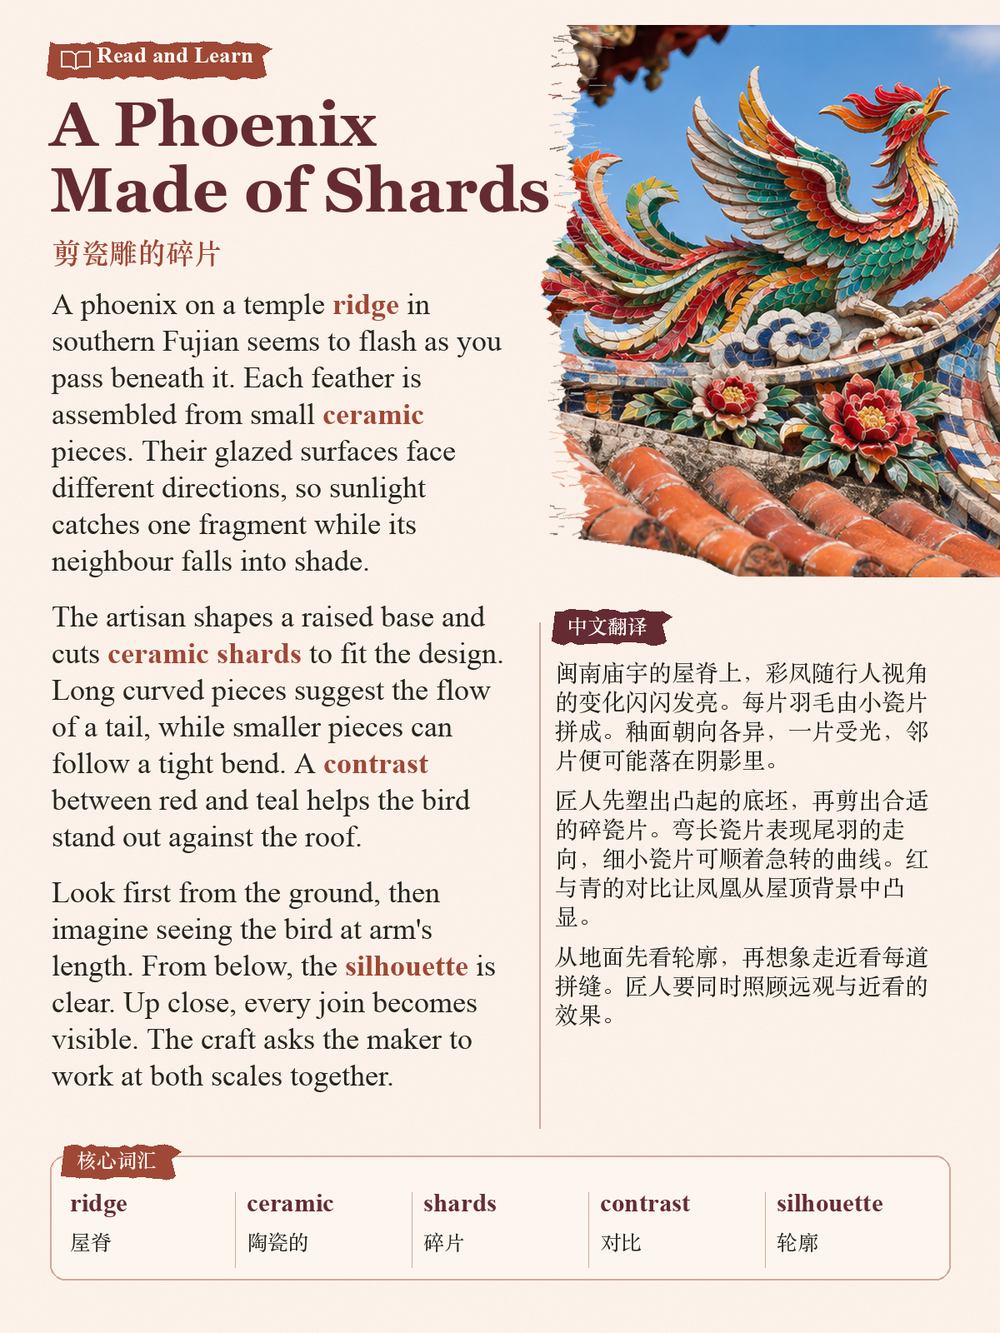 Read and Learn
A Phoenix
Made of Shards
剪瓷雕的碎片
A phoenix on a temple ridge in
southern Fujian seems to flash as you
pass beneath it. Each feather is
assembled from small ceramic
pieces. Their glazed surfaces face
different directions, so sunlight
catches one fragment while its
neighbour falls into shade.
The artisan shapes a raised base and
cuts ceramic shards to fit the design.
Long curved pieces suggest the flow
of a tail, while smaller pieces can
follow a tight bend. A contrast
between red and teal helps the bird
stand out against the roof.
Look first from the ground, then
imagine seeing the bird at arm's
length. From below, the silhouette is
clear. Up close, every join becomes
visible. The craft asks the maker to
work at both scales together.
中文翻译
闽南庙宇的屋脊上，彩凤随行人视角
的变化闪闪发亮。每片羽毛由小瓷片
拼成。釉面朝向各异，一片受光，邻
片便可能落在阴影里。
匠人先塑出凸起的底坯，再剪出合适
的碎瓷片。弯长瓷片表现尾羽的走
向，细小瓷片可顺着急转的曲线。红
与青的对比让凤凰从屋顶背景中凸
显。
从地面先看轮廓，再想象走近看每道
拼缝。匠人要同时照顾远观与近看的
效果。
核心词汇
ridge
屋脊
ceramic
陶瓷的
shards
碎片
contrast
对比
silhouette
轮廓